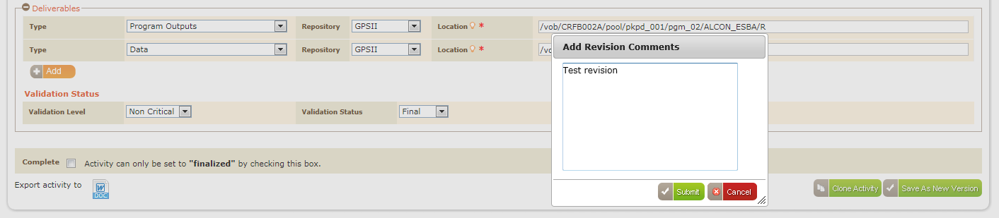 Deliverables
Type Program Outputs Repository GPSII Location * /vob/CRFB002A/pool/pkpd_001/pgm_02/ALCON_ESBA/R
Type Data Repository GPSII Location * /vo
Add Revision Comments
Test revision
Submit Cancel
Add
Validation Status
Validation Level Non Critical Validation Status Final
Complete Activity can only be set to "finalized" by checking this box.
Export activity to DOC Clone Activity Save As New Version